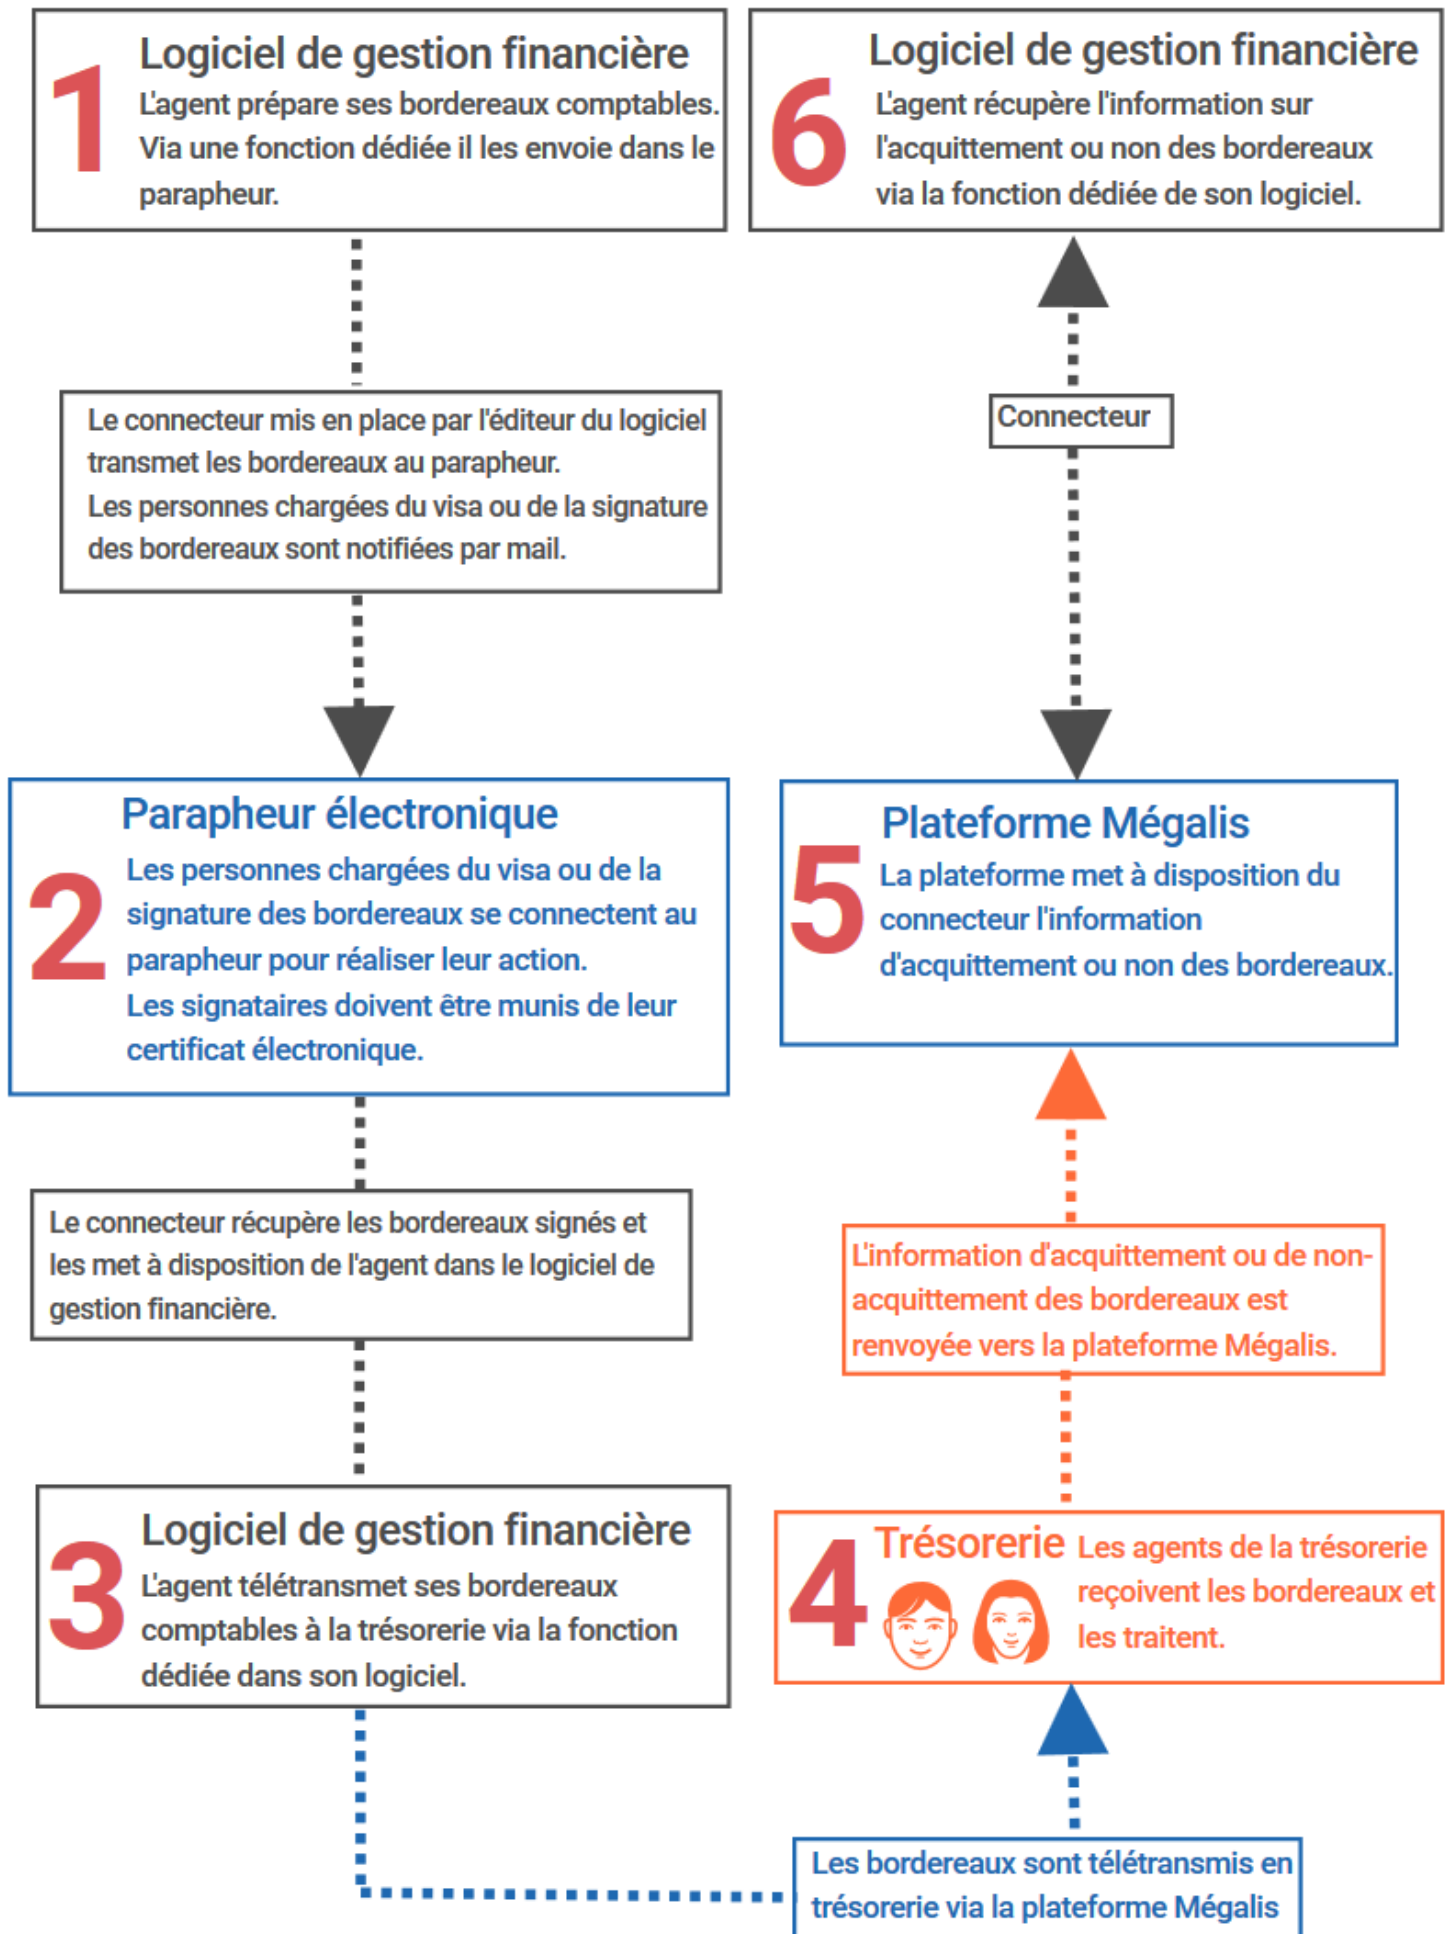 1
Logiciel de gestion financière
L'agent prépare ses bordereaux comptables.
Via une fonction dédiée il les envoie dans le
parapheur.
Le connecteur mis en place par l'éditeur du logiciel
transmet les bordereaux au parapheur.
Les personnes chargées du visa ou de la signature
des bordereaux sont notifiées par mail.
2
Parapheur électronique
Les personnes chargées du visa ou de la
signature des bordereaux se connectent au
parapheur pour réaliser leur action.
Les signataires doivent être munis de leur
certificat électronique.
Le connecteur récupère les bordereaux signés et
les met à disposition de l'agent dans le logiciel de
gestion financière.
3
Logiciel de gestion financière
L'agent télétransmet ses bordereaux
comptables à la trésorerie via la fonction
dédiée dans son logiciel.
Les bordereaux sont télétransmis en
trésorerie via la plateforme Mégalis
4
Trésorerie
Les agents de la trésorerie
reçoivent les bordereaux et
les traitent.
L'information d'acquittement ou de non-
acquittement des bordereaux est
renvoyée vers la plateforme Mégalis.
5
Plateforme Mégalis
La plateforme met à disposition du
connecteur l'information
d'acquittement ou non des bordereaux.
Connecteur
6
Logiciel de gestion financière
L'agent récupère l'information sur
l'acquittement ou non des bordereaux
via la fonction dédiée de son logiciel.